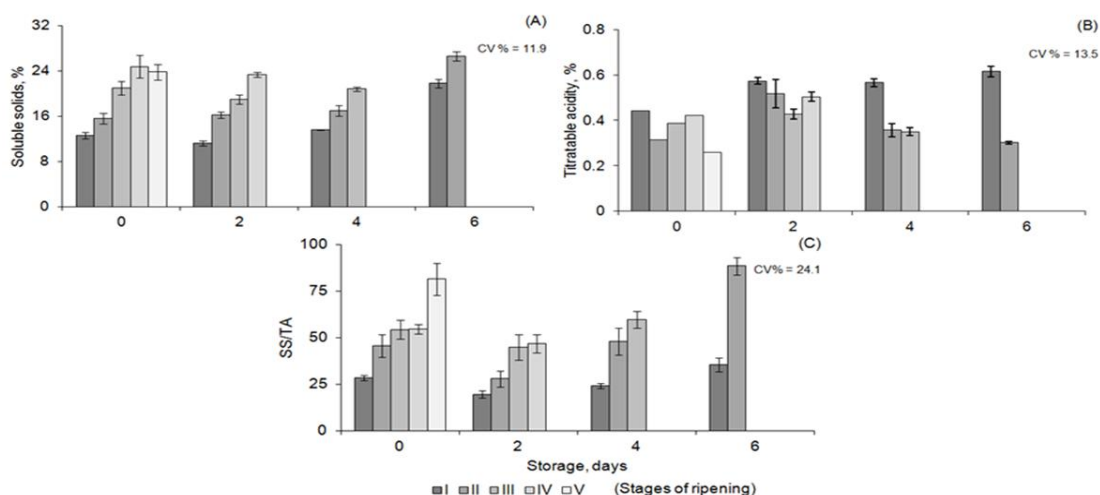 (A)
CV % = 11.9
Soluble solids, %
32
24
16
8
0
0 2 4 6
(B)
CV % = 13.5
Titratable acidity, %
0.8
0.6
0.4
0.2
0
0 2 4 6
(C)
CV% = 24.1
SS/TA
100
75
50
25
0
0 2 4 6
Storage, days
I II III IV V (Stages of ripening)